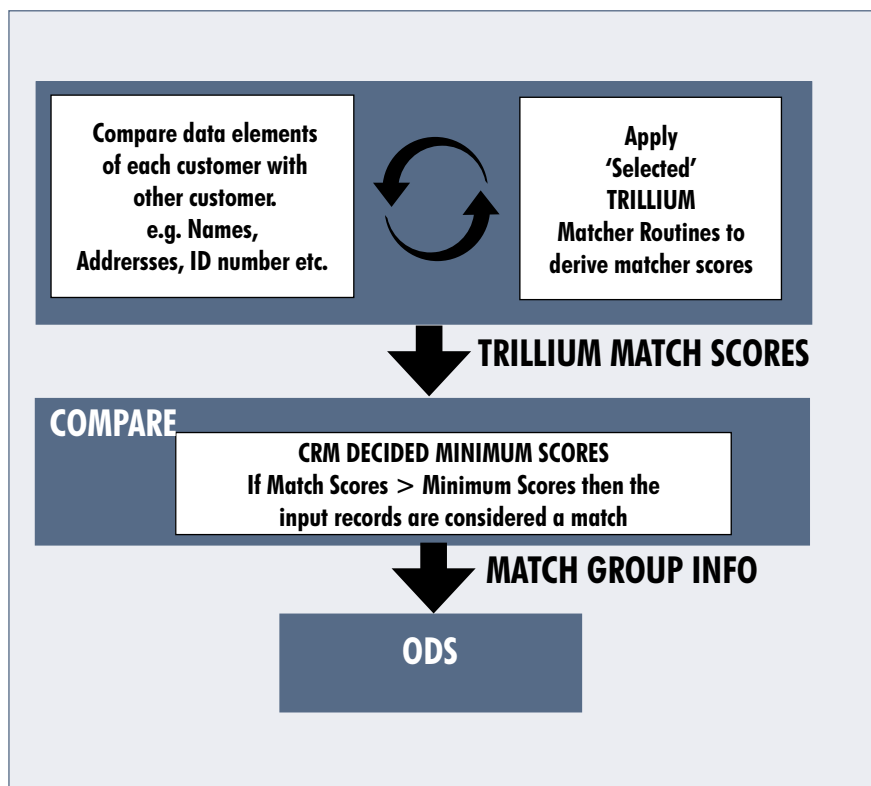 Compare data elements
of each customer with
other customer.
e.g. Names,
Addrersses, ID number etc.
Apply
‘Selected’
TRILLIUM
Matcher Routines to
derive matcher scores
TRILLIUM MATCH SCORES
COMPARE
CRM DECIDED MINIMUM SCORES
If Match Scores > Minimum Scores then the
input records are considered a match
MATCH GROUP INFO
ODS